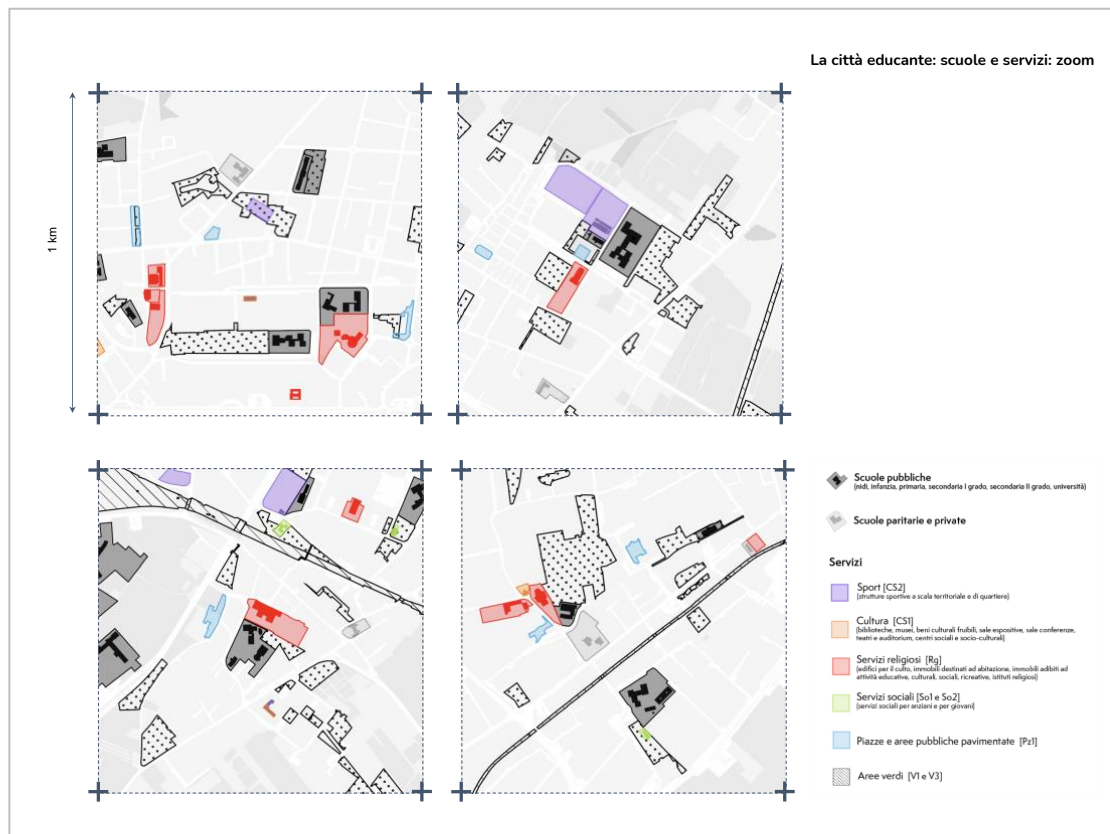 La città educante: scuole e servizi: zoom
1 km
Scuole pubbliche
(nidi, infanzia, primaria, secondaria I grado, secondaria II grado, università)
Scuole paritarie e private
Servizi
Sport [CS2]
(strutture sportive a scala territoriale e di quartiere)
Cultura [CS1]
(biblioteche, musei, beni culturali fruibili, sale espositive, sale conferenze,
teatri e auditorium, centri sociali e socio-culturali)
Servizi religiosi [Rg]
(edifici per il culto, immobili destinati ad abitazione, immobili adibiti ad
attività educative, culturali, sociali, ricreative, istituti religiosi)
Servizi sociali [So1 e So2]
(servizi sociali per anziani e per giovani)
Piazze e aree pubbliche pavimentate [Pz1]
Aree verdi [V1 e V3]